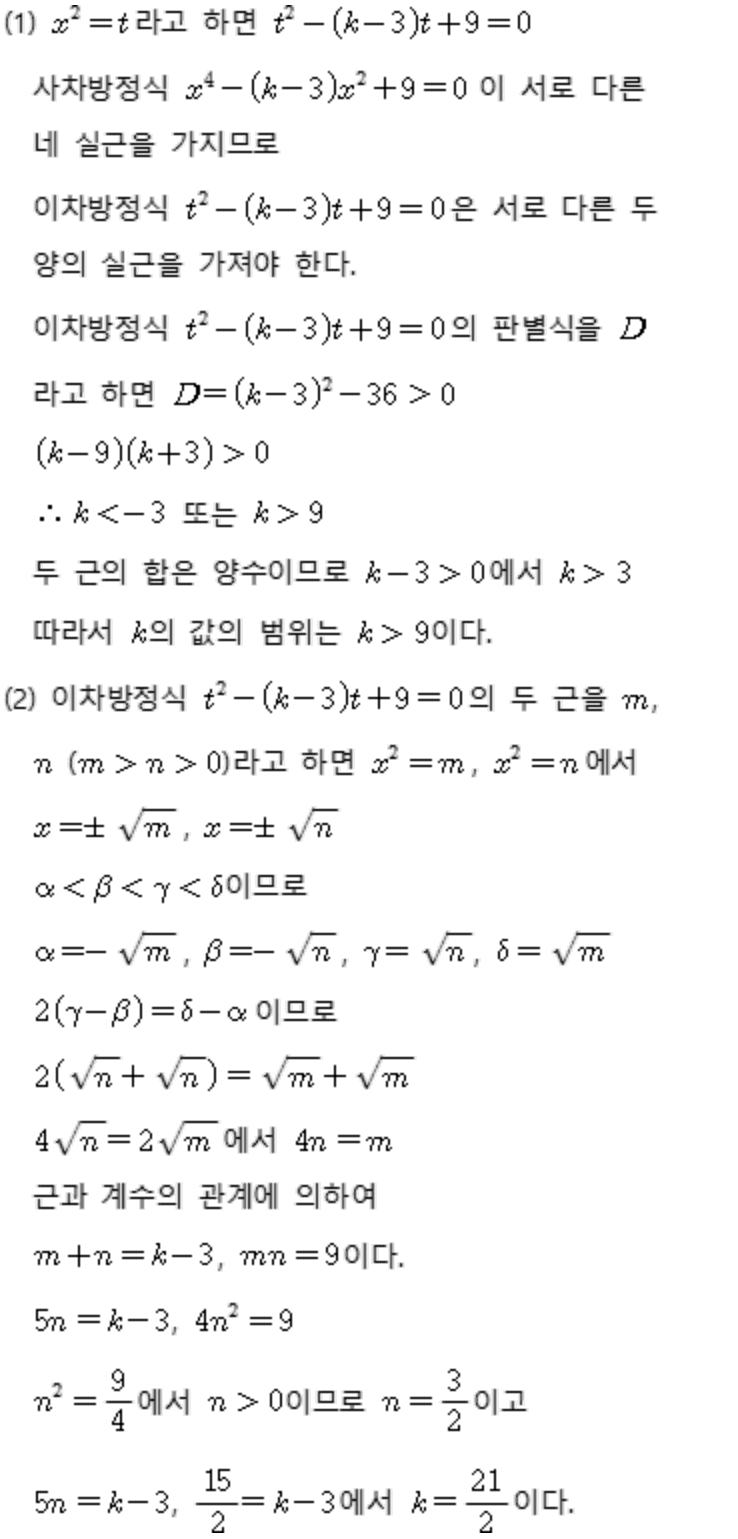 (1) x² = t 라고 하면 t² − (k − 3)t + 9 = 0
사차방정식 x⁴ − (k − 3)x² + 9 = 0 이 서로 다른
네 실근을 가지므로
이차방정식 t² − (k − 3)t + 9 = 0은 서로 다른 두
양의 실근을 가져야 한다.
이차방정식 t² − (k − 3)t + 9 = 0의 판별식을 D
라고 하면 D = (k − 3)² − 36 > 0
(k − 9)(k + 3) > 0
∴ k < −3 또는 k > 9
두 근의 합은 양수이므로 k − 3 > 0에서 k > 3
따라서 k의 값의 범위는 k > 9이다.
(2) 이차방정식 t² − (k − 3)t + 9 = 0의 두 근을 m,
n (m > n > 0)라고 하면 x² = m, x² = n에서
x = ± √m, x = ± √n
α < β < γ < δ이므로
α = − √m, β = − √n, γ = √n, δ = √m
2(γ − β) = δ − α 이므로
2(√n + √n) = √m + √m
4√n = 2√m 에서 4n = m
근과 계수의 관계에 의하여
m + n = k − 3, mn = 9이다.
5n = k − 3, 4n² = 9
n² = 9/4 에서 n > 0이므로 n = 3/2 이고
5n = k − 3, 15/2 = k − 3에서 k = 21/2 이다.